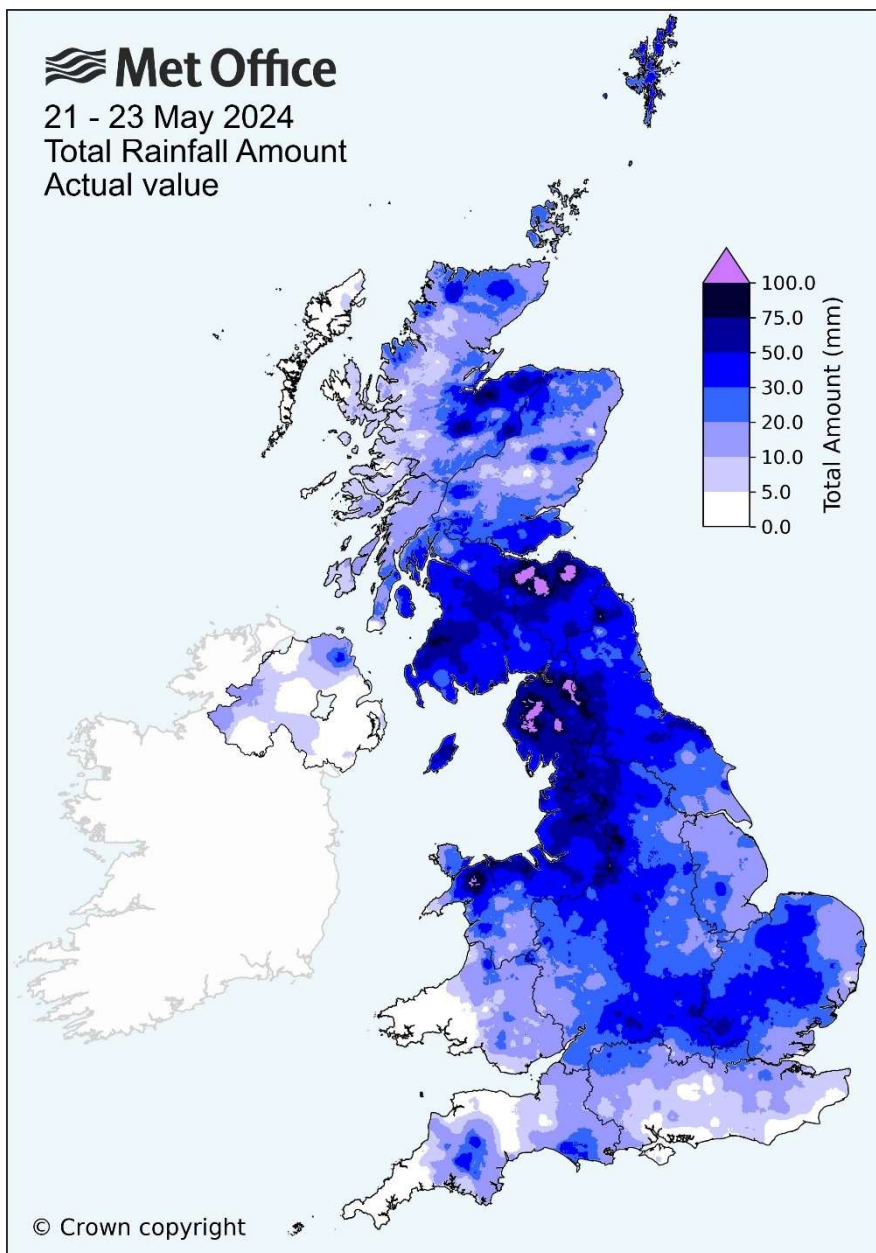 Met Office
21 - 23 May 2024
Total Rainfall Amount
Actual value
100.0
75.0
50.0
30.0
20.0
10.0
5.0
0.0
Total Amount (mm)
© Crown copyright